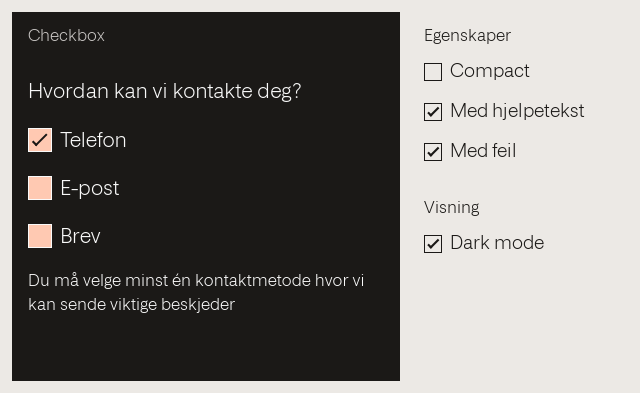 Checkbox
Hvordan kan vi kontakte deg?
Telefon
E-post
Brev
Du må velge minst én kontaktmetode hvor vi
kan sende viktige beskjeder
Egenskaper
Compact
Med hjelpetekst
Med feil
Visning
Dark mode